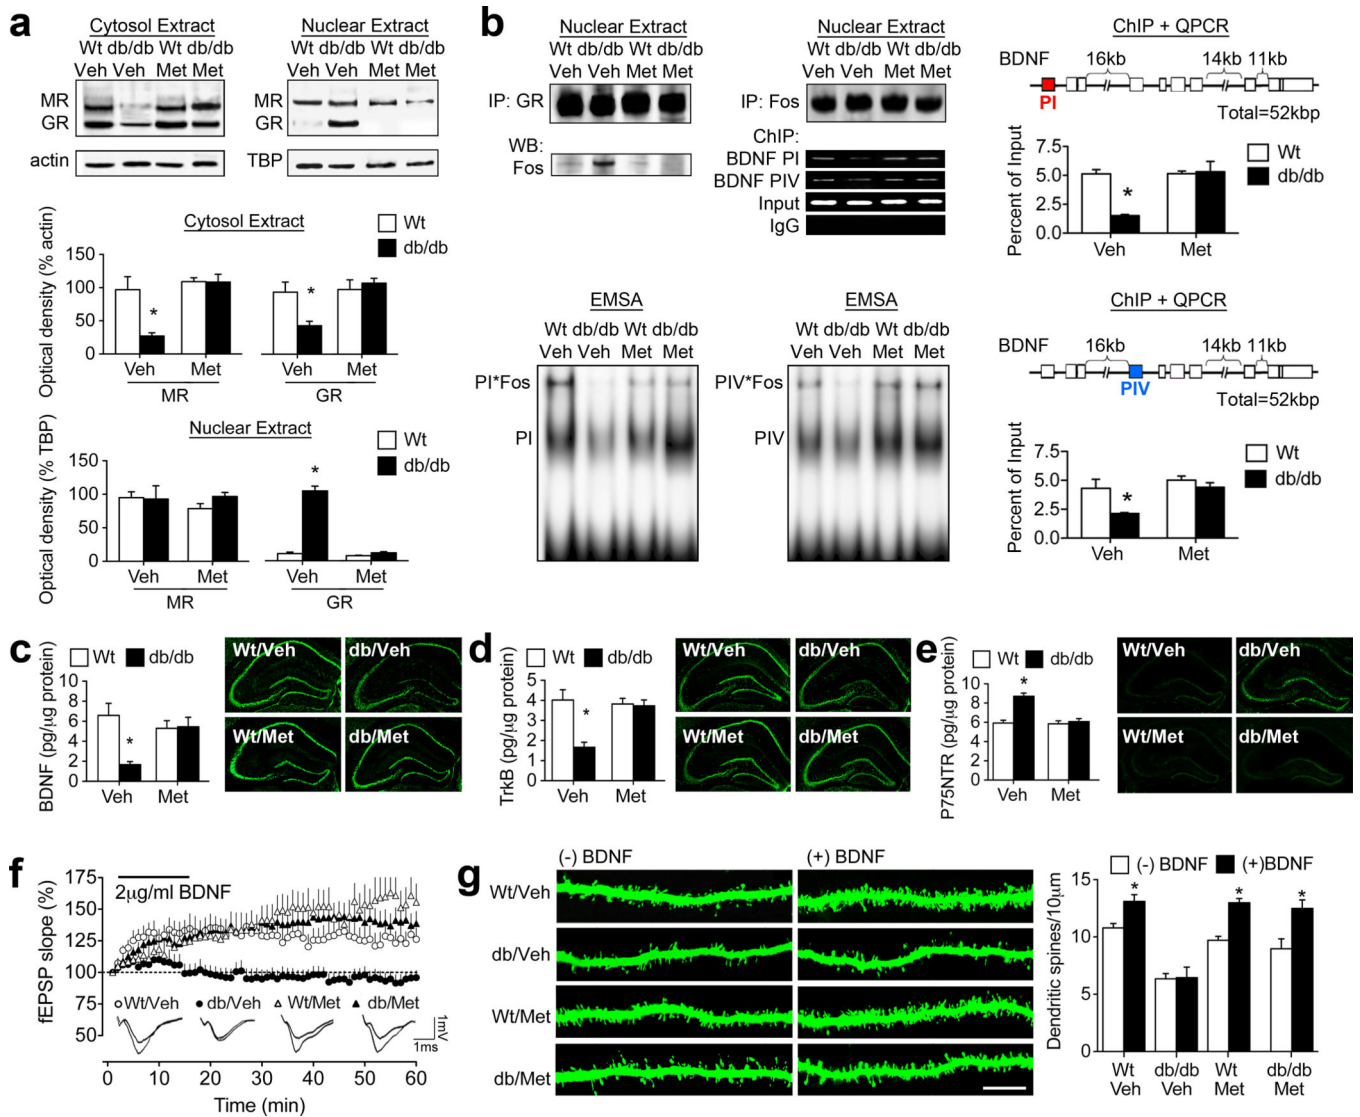 a
Cytosol Extract
Wt db/db Wt db/db
Veh Veh Met Met
MR
GR
actin
Nuclear Extract
Wt db/db Wt db/db
Veh Veh Met Met
MR
GR
TBP
Cytosol Extract
Wt
db/db
Optical density (% actin)
150
100
50
0
Veh Met Veh Met
MR GR
Nuclear Extract
Wt
db/db
Optical density (% TBP)
150
100
50
0
Veh Met Veh Met
MR GR
b
Nuclear Extract
Wt db/db Wt db/db
Veh Veh Met Met
IP: GR
WB:
Fos
Nuclear Extract
Wt db/db Wt db/db
Veh Veh Met Met
IP: Fos
ChIP:
BDNF PI
BDNF PIV
Input
IgG
ChIP + QPCR
BDNF 16kb 14kb 11kb
PI
Total=52kbp
Wt
db/db
Percent of Input
7.5
5.0
2.5
0.0
*
Veh Met
EMSA
Wt db/db Wt db/db
Veh Veh Met Met
PI*Fos
PI
EMSA
Wt db/db Wt db/db
Veh Veh Met Met
PIV*Fos
PIV
ChIP + QPCR
BDNF 16kb 14kb 11kb
PIV
Total=52kbp
Wt
db/db
Percent of Input
7.5
5.0
2.5
0.0
*
Veh Met
c
Wt db/db
BDNF (pg/μg protein)
10
8
6
4
2
0
*
Veh Met
Wt/Veh db/Veh
Wt/Met db/Met
d
Wt db/db
TrkB (pg/μg protein)
5
4
3
2
1
0
*
Veh Met
Wt/Veh db/Veh
Wt/Met db/Met
e
Wt db/db
P75NTR (pg/μg protein)
10
8
6
4
2
0
*
Veh Met
Wt/Veh db/Veh
Wt/Met db/Met
f
fEPSP slope (%)
175
150
125
100
75
50
2μg/ml BDNF
Wt/Veh db/Veh Wt/Met db/Met
1mV
1ms
0 10 20 30 40 50 60
Time (min)
g
(-) BDNF (+) BDNF
Wt/Veh
db/Veh
Wt/Met
db/Met
(-) BDNF (+)BDNF
Dendritic spines/10μm
15
10
5
0
* * *
Wt db/db Wt db/db
Veh Veh Met Met